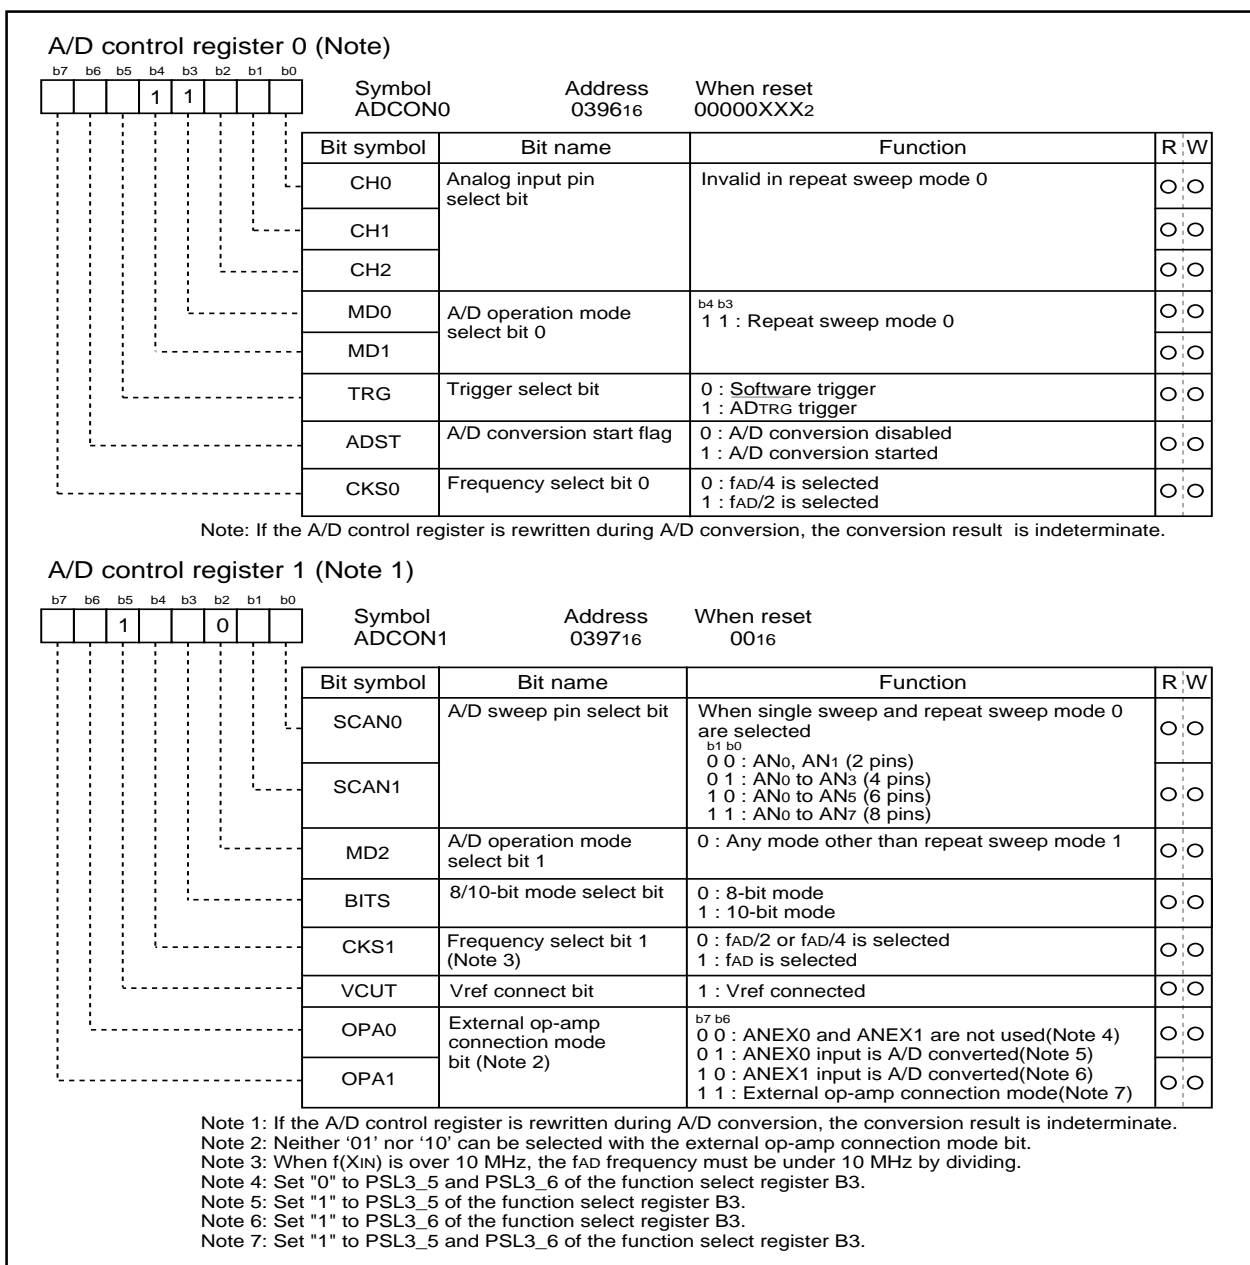 A/D control register 0 (Note)
b7 b6 b5 b4 b3 b2 b1 b0
1 1
Symbol Address When reset
ADCON0 039616 00000XXX2
Bit symbol Bit name Function R W
CH0 Analog input pin select bit Invalid in repeat sweep mode 0
CH1
CH2
MD0 A/D operation mode select bit 0 b4 b3
1 1 : Repeat sweep mode 0
MD1
TRG Trigger select bit 0 : Software trigger
1 : ADTRG trigger
ADST A/D conversion start flag 0 : A/D conversion disabled
1 : A/D conversion started
CKS0 Frequency select bit 0 0 : fAD/4 is selected
1 : fAD/2 is selected
Note: If the A/D control register is rewritten during A/D conversion, the conversion result is indeterminate.
A/D control register 1 (Note 1)
b7 b6 b5 b4 b3 b2 b1 b0
1 0
Symbol Address When reset
ADCON1 039716 0016
Bit symbol Bit name Function R W
SCAN0 A/D sweep pin select bit When single sweep and repeat sweep mode 0
are selected
b1 b0
0 0 : AN0, AN1 (2 pins)
SCAN1 0 1 : AN0 to AN3 (4 pins)
1 0 : AN0 to AN5 (6 pins)
1 1 : AN0 to AN7 (8 pins)
MD2 A/D operation mode select bit 1 0 : Any mode other than repeat sweep mode 1
BITS 8/10-bit mode select bit 0 : 8-bit mode
1 : 10-bit mode
CKS1 Frequency select bit 1 (Note 3) 0 : fAD/2 or fAD/4 is selected
1 : fAD is selected
VCUT Vref connect bit 1 : Vref connected
OPA0 External op-amp connection mode bit (Note 2) b7 b6
0 0 : ANEX0 and ANEX1 are not used(Note 4)
0 1 : ANEX0 input is A/D converted(Note 5)
OPA1 1 0 : ANEX1 input is A/D converted(Note 6)
1 1 : External op-amp connection mode(Note 7)
Note 1: If the A/D control register is rewritten during A/D conversion, the conversion result is indeterminate.
Note 2: Neither ‘01’ nor ‘10’ can be selected with the external op-amp connection mode bit.
Note 3: When f(XIN) is over 10 MHz, the fAD frequency must be under 10 MHz by dividing.
Note 4: Set "0" to PSL3_5 and PSL3_6 of the function select register B3.
Note 5: Set "1" to PSL3_5 of the function select register B3.
Note 6: Set "1" to PSL3_6 of the function select register B3.
Note 7: Set "1" to PSL3_5 and PSL3_6 of the function select register B3.